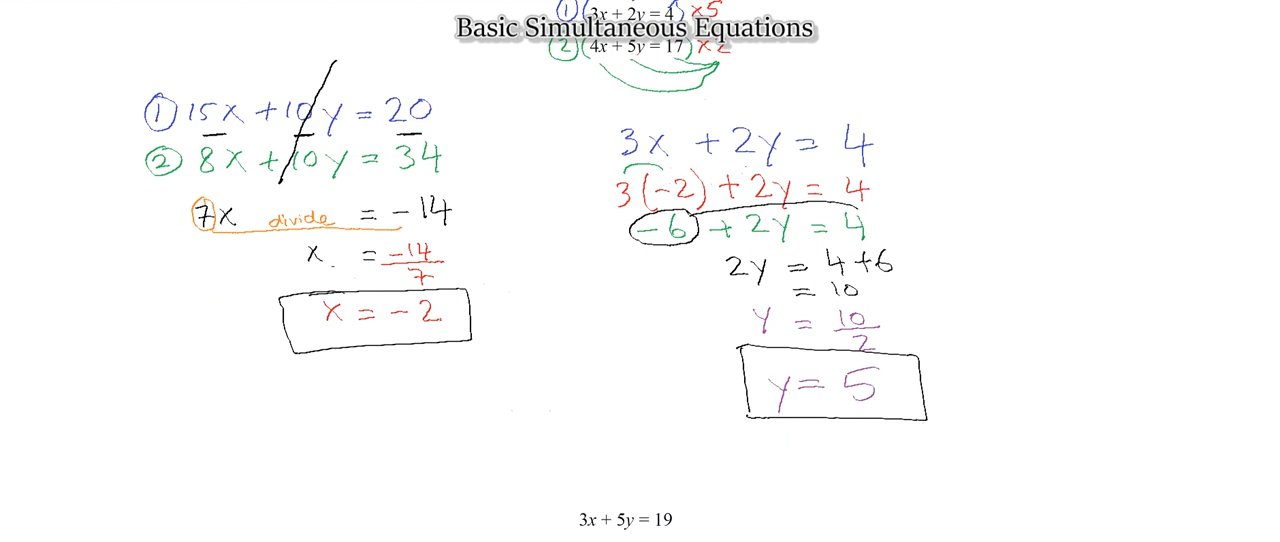 ① (3x + 2y = 4) x5
Basic Simultaneous Equations
② (4x + 5y = 17) x2
① 15x + 10y = 20
② 8x + 10y = 34
7x divide = -14
x = -14/7
x = -2
3x + 2y = 4
3(-2) + 2y = 4
-6 + 2y = 4
2y = 4+6
= 10
y = 10/2
y = 5
3x + 5y = 19